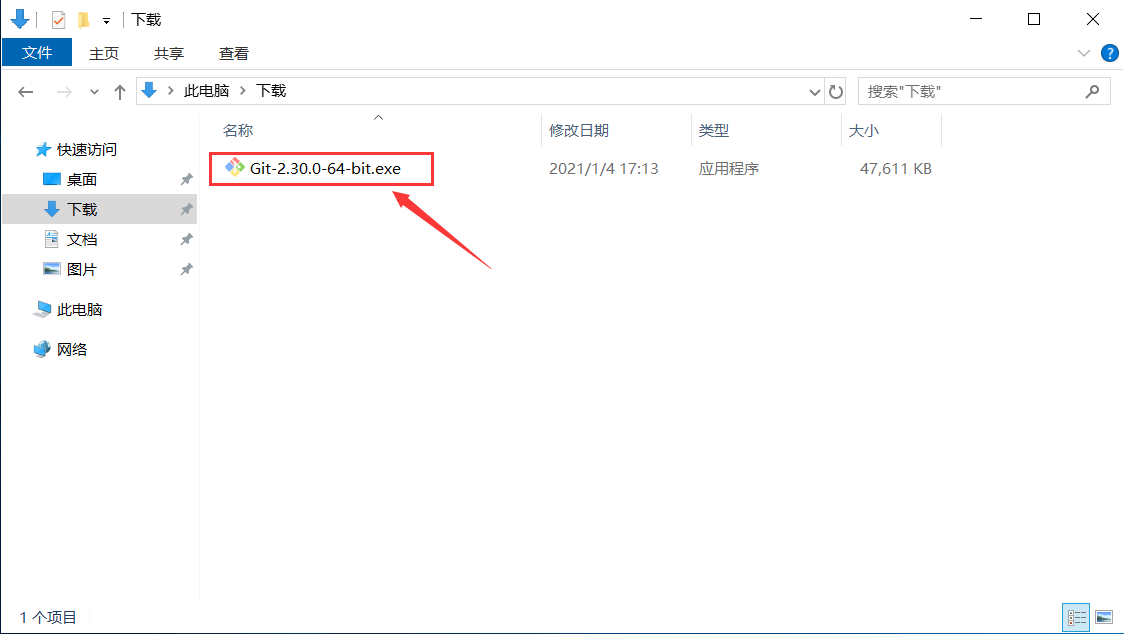 下载
文件 主页 共享 查看
此电脑 下载 搜索"下载"
名称 修改日期 类型 大小
Git-2.30.0-64-bit.exe 2021/1/4 17:13 应用程序 47,611 KB
快速访问
桌面
下载
文档
图片
此电脑
网络
1 个项目